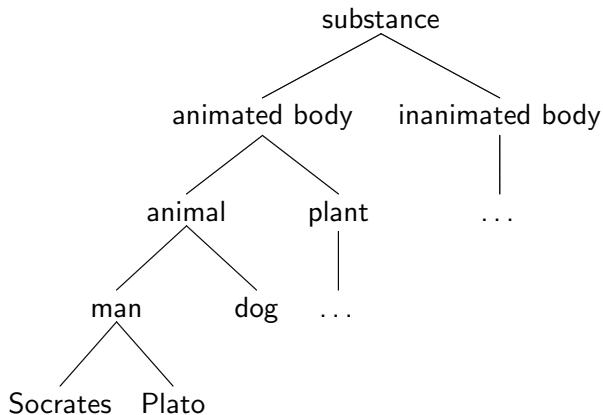 substance
animated body inanimated body
animal plant ...
man dog ...
Socrates Plato